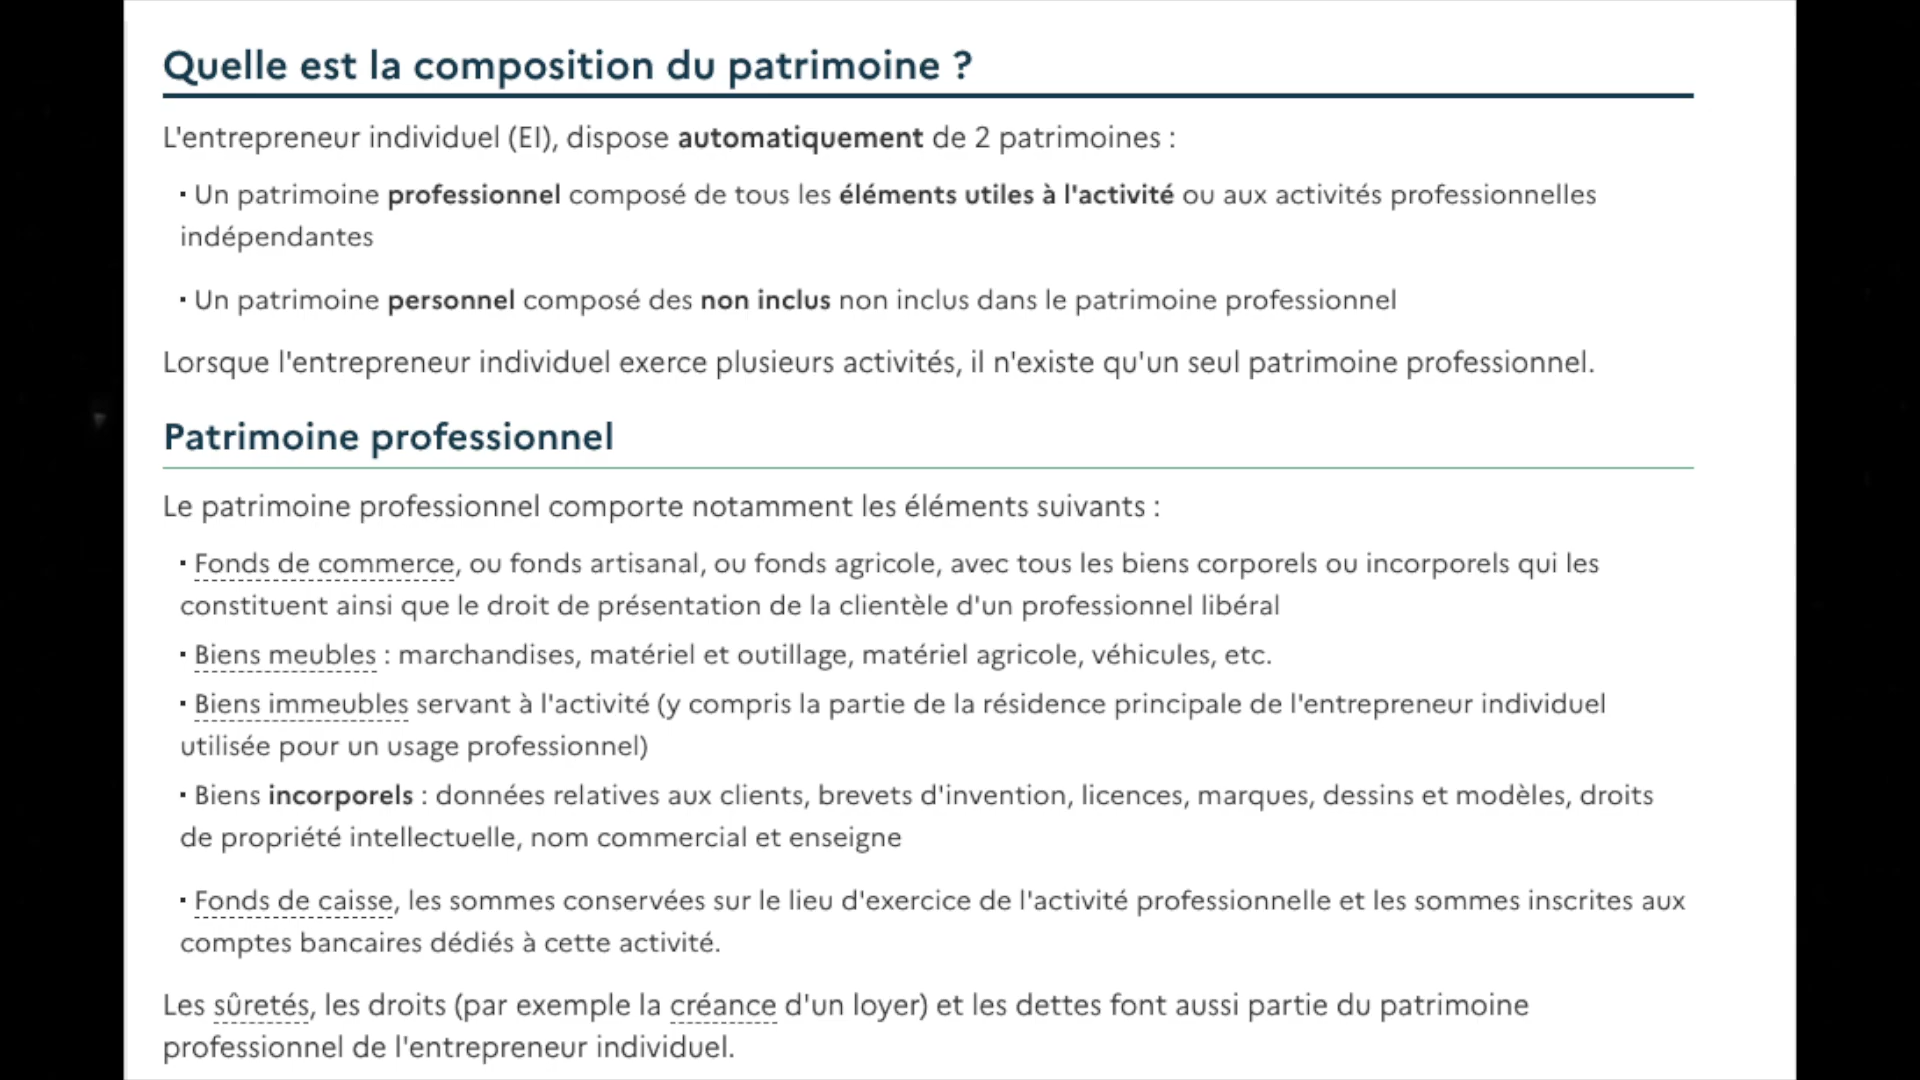 Quelle est la composition du patrimoine ?
L'entrepreneur individuel (EI), dispose automatiquement de 2 patrimoines :
▪ Un patrimoine professionnel composé de tous les éléments utiles à l'activité ou aux activités professionnelles
indépendantes
▪ Un patrimoine personnel composé des non inclus non inclus dans le patrimoine professionnel
Lorsque l'entrepreneur individuel exerce plusieurs activités, il n'existe qu'un seul patrimoine professionnel.
Patrimoine professionnel
Le patrimoine professionnel comporte notamment les éléments suivants :
▪ Fonds de commerce, ou fonds artisanal, ou fonds agricole, avec tous les biens corporels ou incorporels qui les
constituent ainsi que le droit de présentation de la clientèle d'un professionnel libéral
▪ Biens meubles : marchandises, matériel et outillage, matériel agricole, véhicules, etc.
▪ Biens immeubles servant à l'activité (y compris la partie de la résidence principale de l'entrepreneur individuel
utilisée pour un usage professionnel)
▪ Biens incorporels : données relatives aux clients, brevets d'invention, licences, marques, dessins et modèles, droits
de propriété intellectuelle, nom commercial et enseigne
▪ Fonds de caisse, les sommes conservées sur le lieu d'exercice de l'activité professionnelle et les sommes inscrites aux
comptes bancaires dédiés à cette activité.
Les sûretés, les droits (par exemple la créance d'un loyer) et les dettes font aussi partie du patrimoine
professionnel de l'entrepreneur individuel.